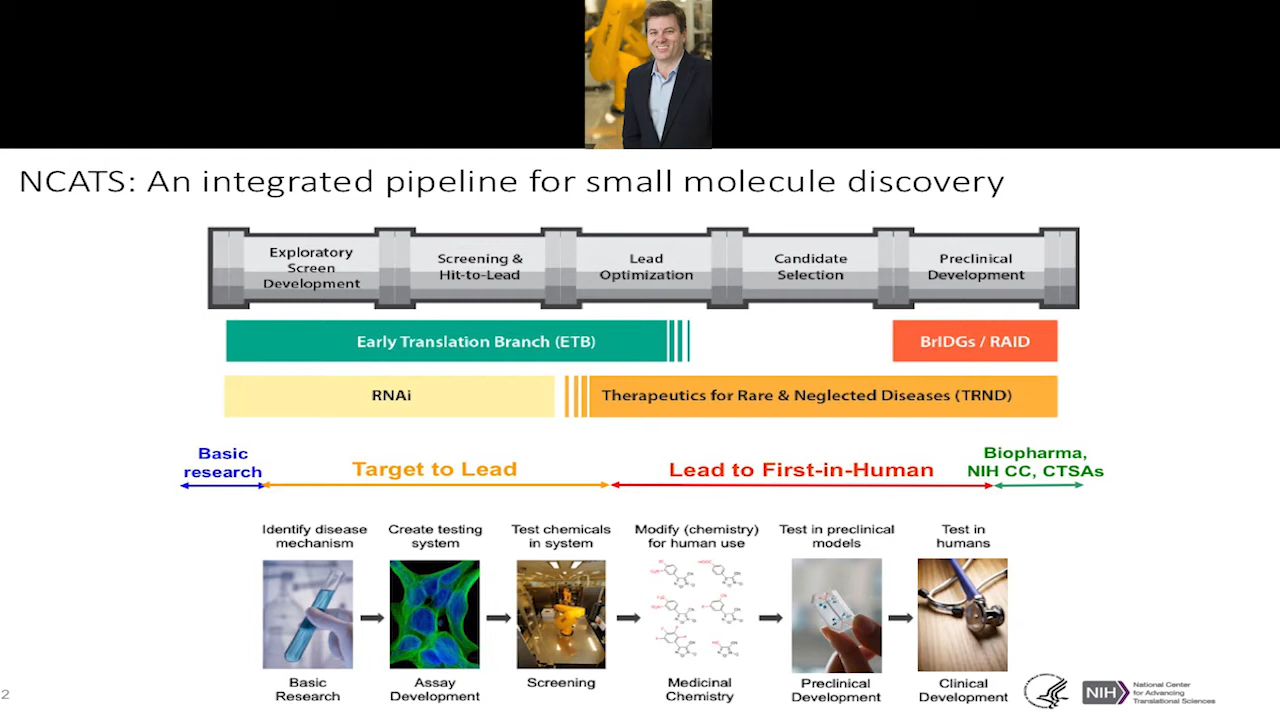 NCATS: An integrated pipeline for small molecule discovery
Exploratory
Screen
Development
Screening &
Hit-to-Lead
Lead
Optimization
Candidate
Selection
Preclinical
Development
Early Translation Branch (ETB)
BrIDGs / RAID
RNAi
Therapeutics for Rare & Neglected Diseases (TRND)
Basic
research
Target to Lead
Lead to First-in-Human
Biopharma,
NIH CC, CTSAs
Identify disease
mechanism
Create testing
system
Test chemicals
in system
Modify (chemistry)
for human use
Test in preclinical
models
Test in
humans
Basic
Research
Assay
Development
Screening
Medicinal
Chemistry
Preclinical
Development
Clinical
Development
2
NIH
National Center
for Advancing
Translational Sciences